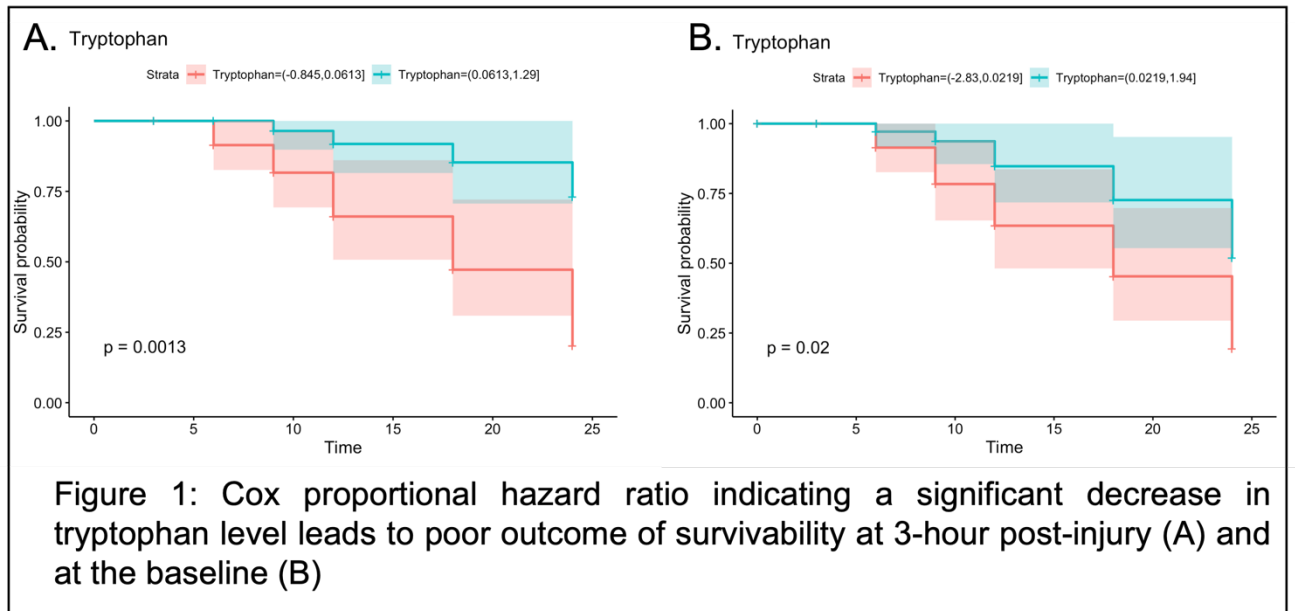 A. Tryptophan
Strata Tryptophan=(-0.845,0.0613] Tryptophan=(0.0613,1.29]
1.00
0.75
0.50
0.25
0.00
Survival probability
p = 0.0013
0 5 10 15 20 25
Time
B. Tryptophan
Strata Tryptophan=(-2.83,0.0219] Tryptophan=(0.0219,1.94]
1.00
0.75
0.50
0.25
0.00
Survival probability
p = 0.02
0 5 10 15 20 25
Time
Figure 1: Cox proportional hazard ratio indicating a significant decrease in
tryptophan level leads to poor outcome of survivability at 3-hour post-injury (A) and
at the baseline (B)